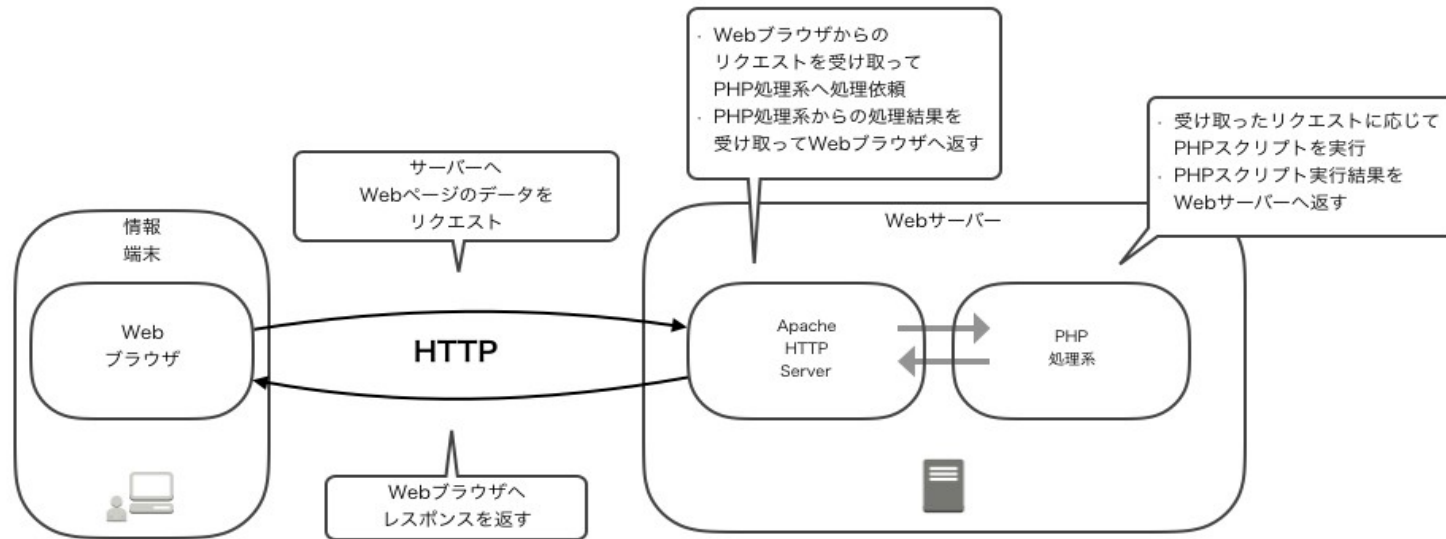 ・ Webブラウザからの
リクエストを受け取って
PHP処理系へ処理依頼
・ PHP処理系からの処理結果を
受け取ってWebブラウザへ返す
・ 受け取ったリクエストに応じて
PHPスクリプトを実行
・ PHPスクリプト実行結果を
Webサーバーへ返す
サーバーへ
Webページのデータを
リクエスト
情報
端末
Webサーバー
Web
ブラウザ
HTTP
Apache
HTTP
Server
PHP
処理系
Webブラウザへ
レスポンスを返す